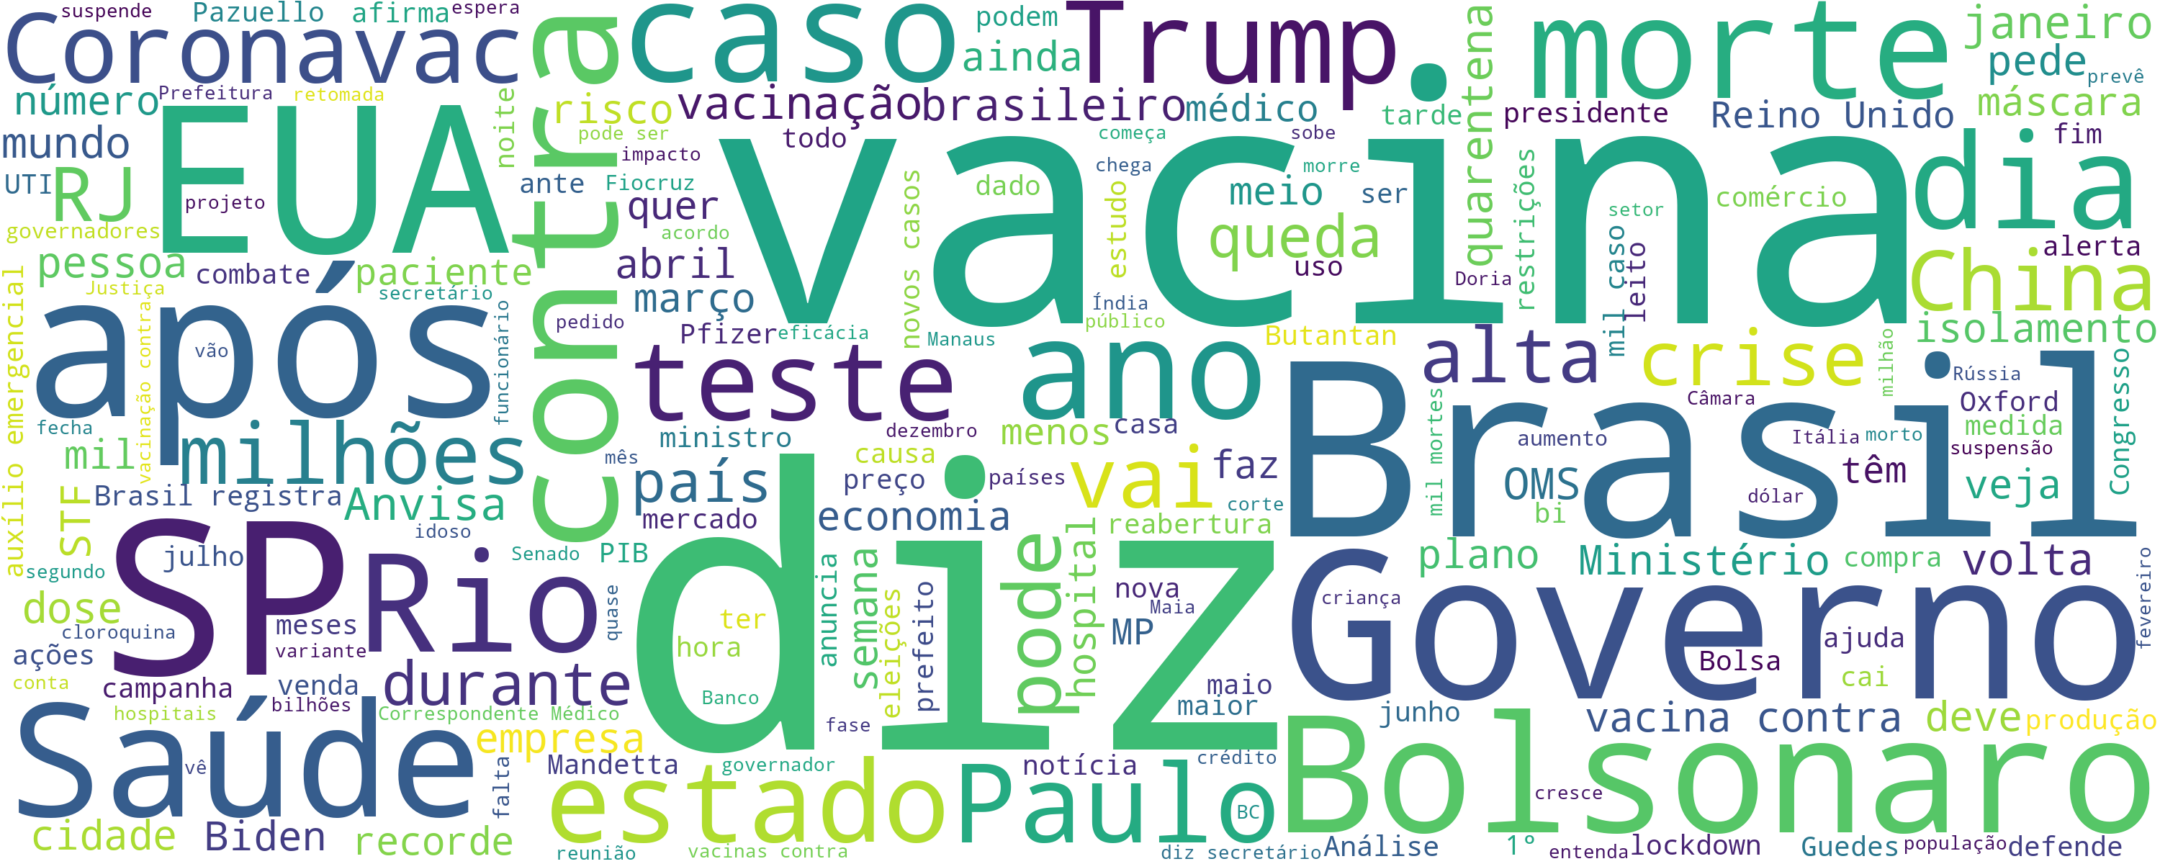 suspende
Pazuello
afirma
espera
Coronavac
contra
caso
podem
ainda
Trump
morte
janeiro
pede
prevê
número
Prefeitura
retomada
noite
risco
vacinação
brasileiro
médico
tarde
quarentena
presidente
Reino Unido
máscara
mundo
EUA
pode ser
todo
começa
sobe
fim
impacto
vacina
chega
morre
dia
UTI
RJ
ante
Fiocruz
dado
estudo
meio
ser
restrições
comércio
projeto
quer
novos casos
setor
governadores
acordo
queda
alerta
pessoa
combate
paciente
abril
uso
Doria
mil caso
leito
China
auxílio emergencial
Justiça
secretário
março
Índia
após
vacinação contra
funcionário
pedido
Pfizer
eficácia
público
Manaus
Butantan
isolamento
vão
teste
ano
alta
crise
milhão
Rússia
Congresso
Câmara
Oxford
fecha
milhões
ministro
dezembro
menos
casa
Brasil
mil mortes
aumento
Itália
morto
medida
suspensão
mil
mês
causa
país
preço
países
vai
faz
OMS
têm
STF
Brasil registra
Anvisa
diz
corte
dólar
veja
bi
mercado
economia
reabertura
idoso
SP
Rio
julho
Senado
PIB
segundo
anuncia
semana
pode
hospital
plano
Ministério
compra
volta
fevereiro
dose
quase
prefeito
nova
Maia
Governo
criança
cloroquina
meses
ter
eleições
MP
ajuda
ações
variante
hora
Bolsa
conta
campanha
venda
durante
Banco
maio
cai
bilhões
maior
hospitais
Correspondente Médico
fase
junho
vacina contra
deve
produção
Saúde
empresa
vê
falta
Mandetta
governador
notícia
crédito
Bolsonaro
estado
Paulo
BC
cresce
cidade
Biden
recorde
reunião
vacinas contra
diz secretário
Análise
1º
entenda
lockdown
Guedes
população
defende